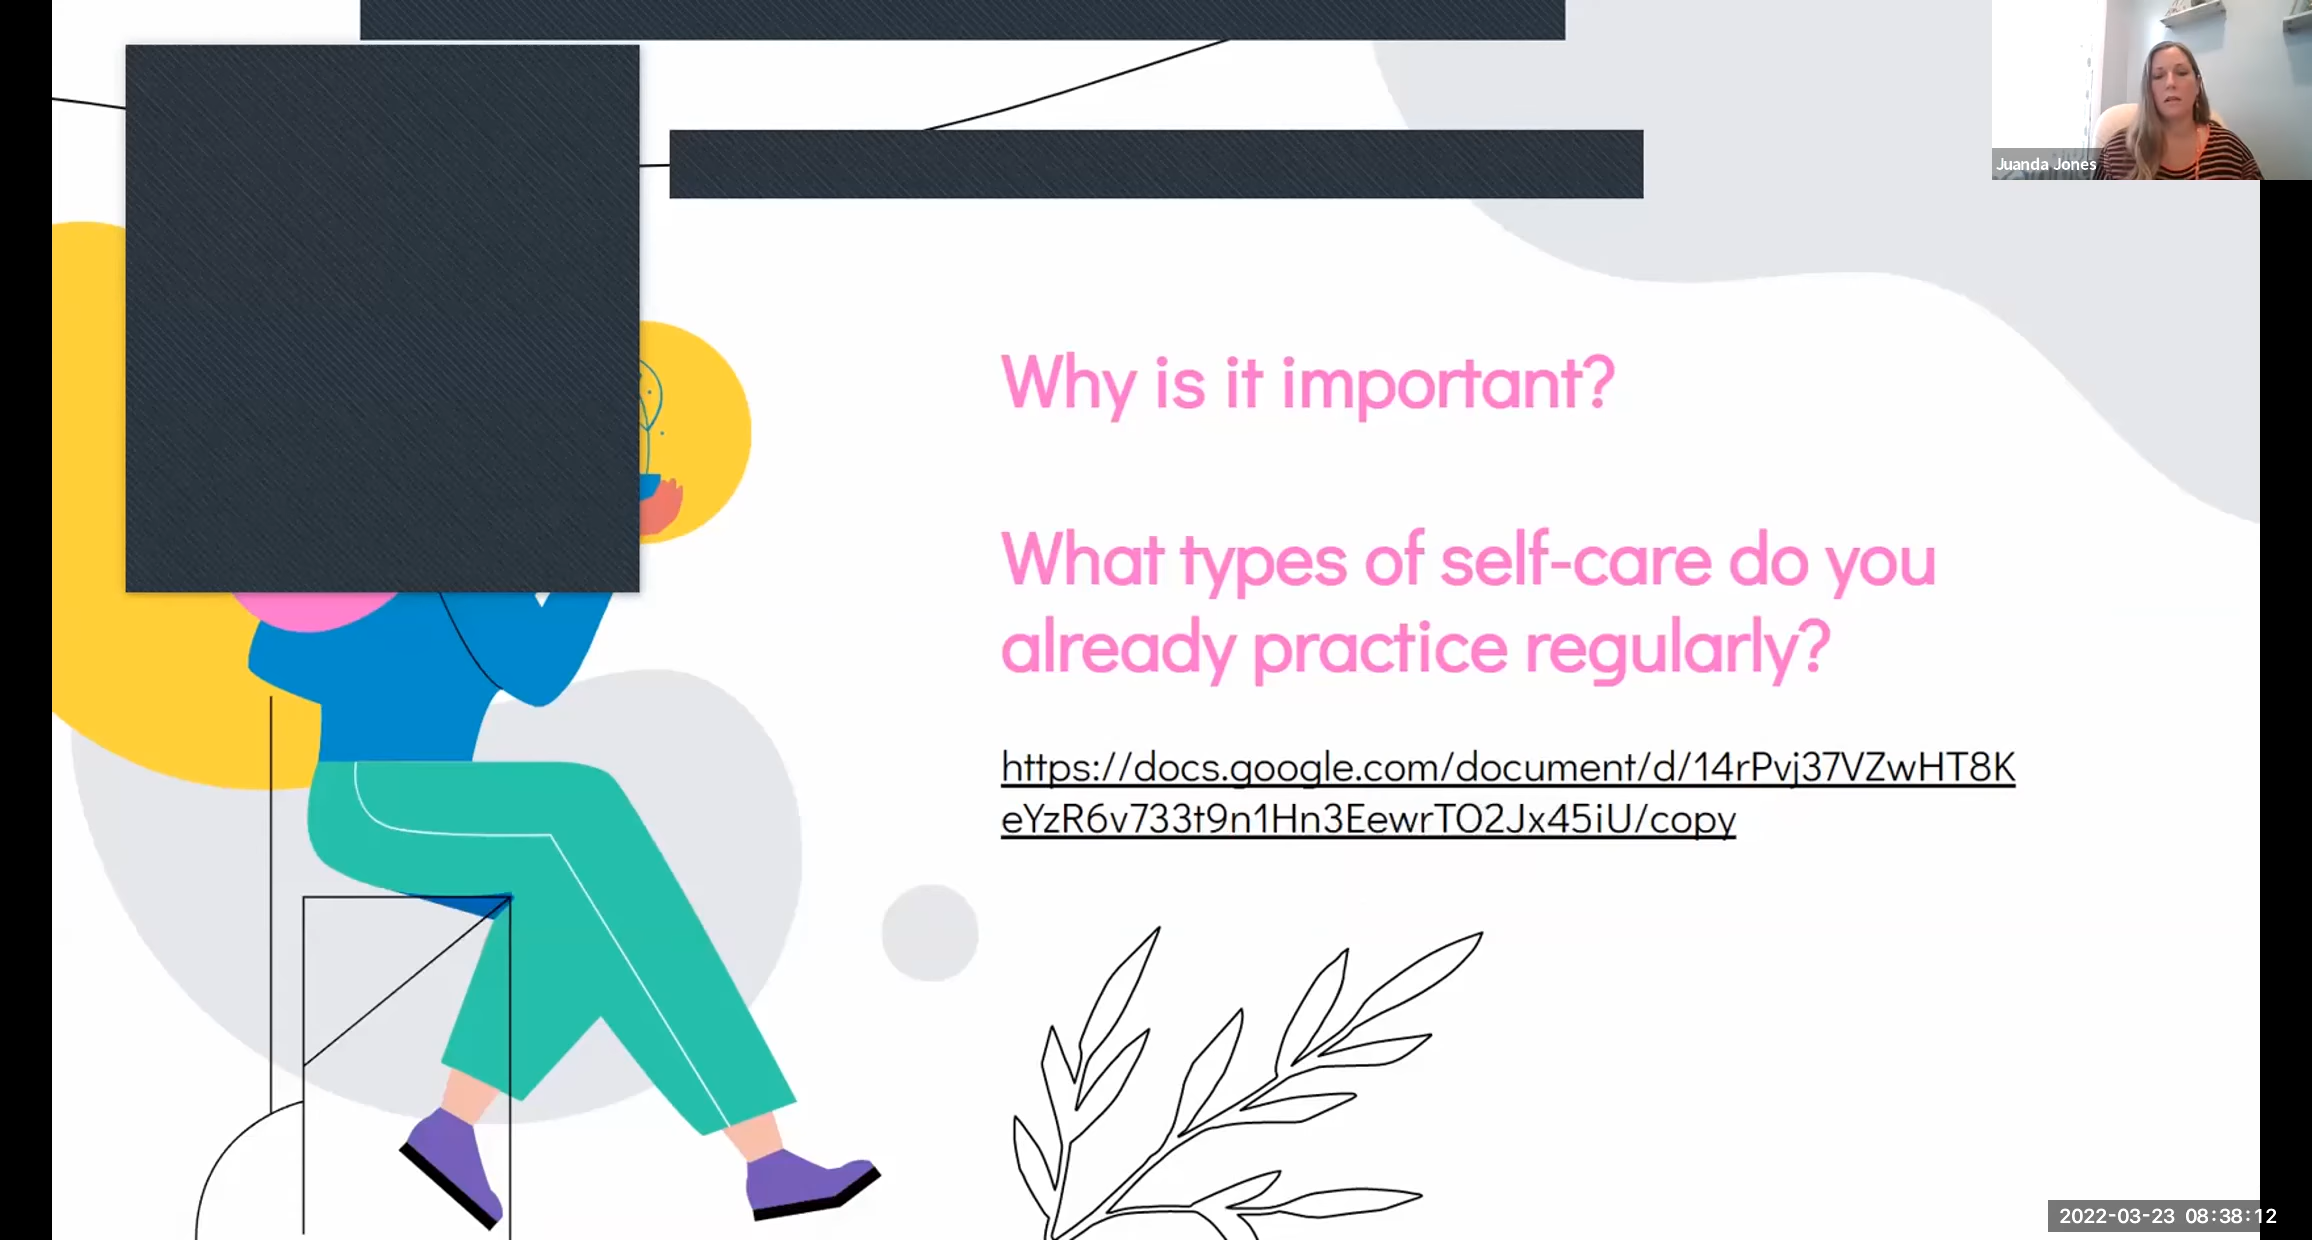 Juanda Jones
Why is it important?
What types of self-care do you
already practice regularly?
https://docs.google.com/document/d/14rPvj37VZwHT8K
eYzR6v733t9n1Hn3EewrTO2Jx45iU/copy
2022-03-23 08:38:12